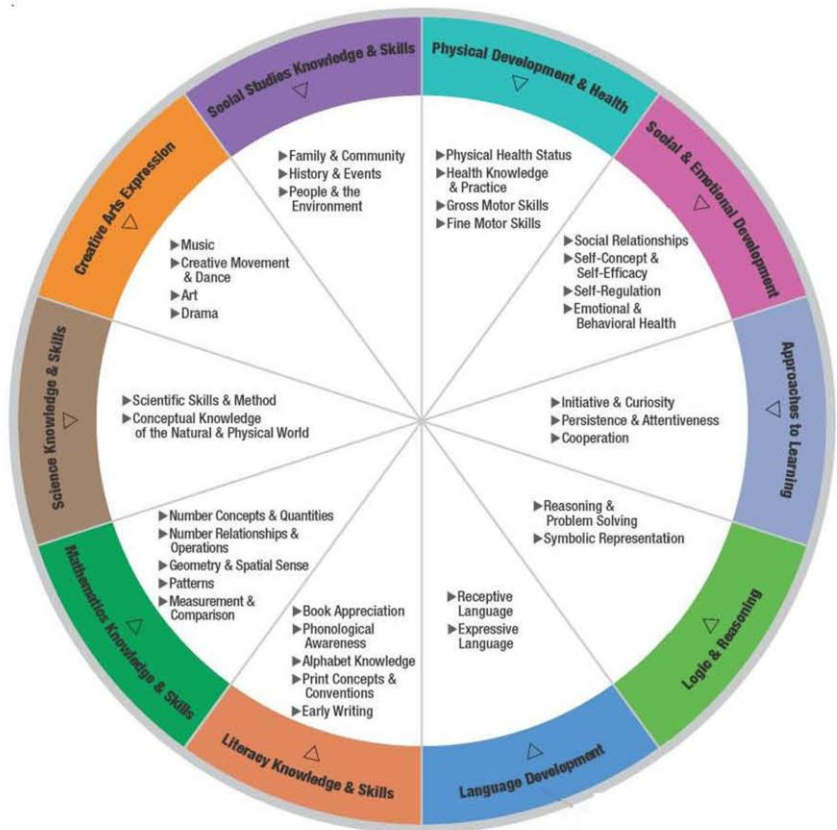 Physical Development & Health
▶Physical Health Status
▶Health Knowledge
& Practice
▶Gross Motor Skills
▶Fine Motor Skills
Social & Emotional Development
▶Social Relationships
▶Self-Concept &
Self-Efficacy
▶Self-Regulation
▶Emotional &
Behavioral Health
Approaches to Learning
▶Initiative & Curiosity
▶Persistence & Attentiveness
▶Cooperation
Logic & Reasoning
▶Reasoning &
Problem Solving
▶Symbolic Representation
Language Development
▶Receptive
Language
▶Expressive
Language
Literacy Knowledge & Skills
▶Book Appreciation
▶Phonological
Awareness
▶Alphabet Knowledge
▶Print Concepts &
Conventions
▶Early Writing
Mathematics Knowledge & Skills
▶Number Concepts & Quantities
▶Number Relationships &
Operations
▶Geometry & Spatial Sense
▶Patterns
▶Measurement &
Comparison
Science Knowledge & Skills
▶Scientific Skills & Method
▶Conceptual Knowledge
of the Natural & Physical World
Creative Arts Expression
▶Music
▶Creative Movement
& Dance
▶Art
▶Drama
Social Studies Knowledge & Skills
▶Family & Community
▶History & Events
▶People & the
Environment